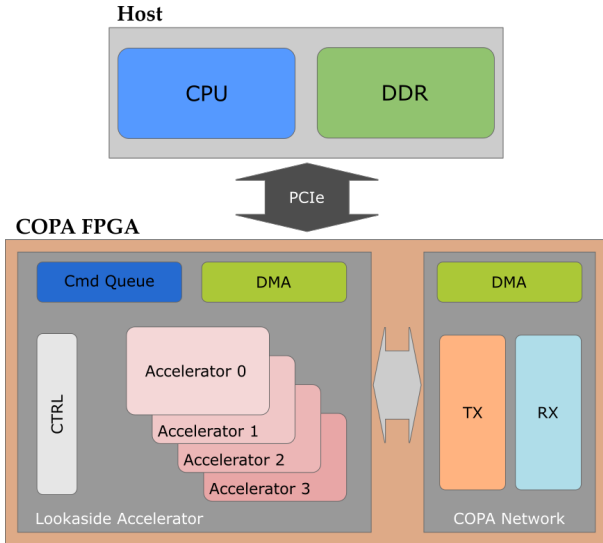 Host
CPU
DDR
PCIe
COPA FPGA
Cmd Queue
DMA
DMA
CTRL
Accelerator 0
Accelerator 1
Accelerator 2
Accelerator 3
TX
RX
Lookaside Accelerator
COPA Network